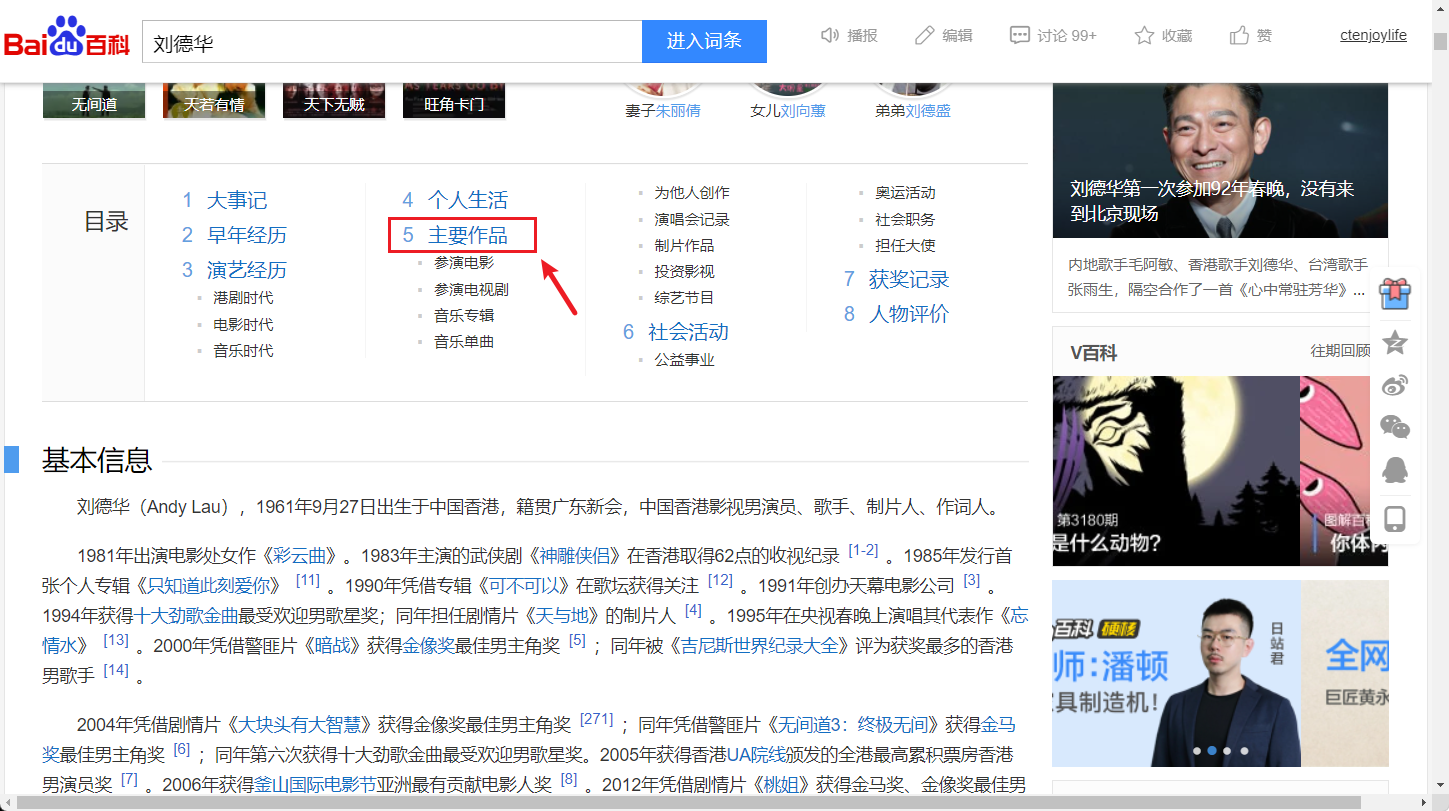 Bai du 百科
刘德华
进入词条
播报
编辑
讨论 99+
收藏
赞
ctenjoylife
无间道
天若有情
天下无贼
旺角卡门
妻子朱丽倩
女儿刘向蕙
弟弟刘德盛
目录
1 大事记
2 早年经历
3 演艺经历
港剧时代
电影时代
音乐时代
4 个人生活
5 主要作品
参演电影
参演电视剧
音乐专辑
音乐单曲
为他人创作
演唱会记录
制片作品
投资影视
综艺节目
6 社会活动
公益事业
奥运活动
社会职务
担任大使
7 获奖记录
8 人物评价
基本信息
刘德华（Andy Lau），1961年9月27日出生于中国香港，籍贯广东新会，中国香港影视男演员、歌手、制片人、作词人。
1981年出演电影处女作《彩云曲》。1983年主演的武侠剧《神雕侠侣》在香港取得62点的收视纪录 [1-2] 。1985年发行首
张个人专辑《只知道此刻爱你》 [11] 。1990年凭借专辑《可不可以》在歌坛获得关注 [12] 。1991年创办天幕电影公司 [3] 。
1994年获得十大劲歌金曲最受欢迎男歌星奖；同年担任剧情片《天与地》的制片人 [4] 。1995年在央视春晚上演唱其代表作《忘
情水》 [13] 。2000年凭借警匪片《暗战》获得金像奖最佳男主角奖 [5] ；同年被《吉尼斯世界纪录大全》评为获奖最多的香港
男歌手 [14] 。
2004年凭借剧情片《大块头有大智慧》获得金像奖最佳男主角奖 [271] ；同年凭借警匪片《无间道3：终极无间》获得金马
奖最佳男主角奖 [6] ；同年第六次获得十大劲歌金曲最受欢迎男歌星奖。2005年获得香港UA院线颁发的全港最高累积票房香港
男演员奖 [7] 。2006年获得釜山国际电影节亚洲最有贡献电影人奖 [8] 。2012年凭借剧情片《桃姐》获得金马奖、金像奖最佳男
刘德华第一次参加92年春晚，没有来
到北京现场
内地歌手毛阿敏、香港歌手刘德华、台湾歌手
张雨生，隔空合作了一首《心中常驻芳华》...
V百科
往期回顾
第3180期
是什么动物？
图解百科
你体内
百科 硬核
师:潘顿
家具制造机！
日站君
全网
巨匠黄永